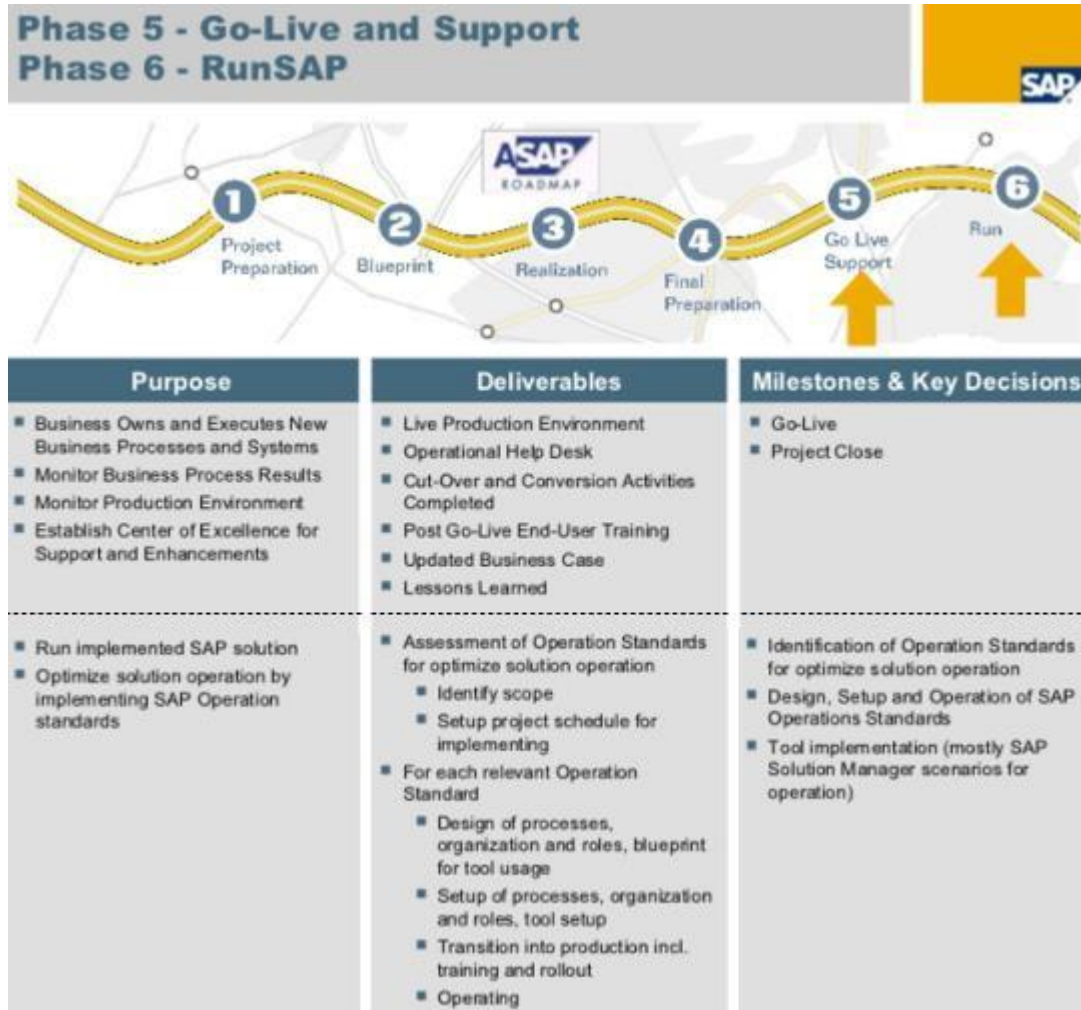 Phase 5 - Go-Live and Support
Phase 6 - RunSAP
SAP
ASAP
ROADMAP
1
Project
Preparation
2
Blueprint
3
Realization
4
Final
Preparation
5
Go Live
Support
6
Run
Purpose
Business Owns and Executes New
Business Processes and Systems
Monitor Business Process Results
Monitor Production Environment
Establish Center of Excellence for
Support and Enhancements
Deliverables
Live Production Environment
Operational Help Desk
Cut-Over and Conversion Activities
Completed
Post Go-Live End-User Training
Updated Business Case
Lessons Learned
Milestones & Key Decisions
Go-Live
Project Close
Run implemented SAP solution
Optimize solution operation by
implementing SAP Operation
standards
Assessment of Operation Standards
for optimize solution operation
Identify scope
Setup project schedule for
implementing
For each relevant Operation
Standard
Design of processes,
organization and roles, blueprint
for tool usage
Setup of processes, organization
and roles, tool setup
Transition into production incl.
training and rollout
Operating
Identification of Operation Standards
for optimize solution operation
Design, Setup and Operation of SAP
Operations Standards
Tool implementation (mostly SAP
Solution Manager scenarios for
operation)